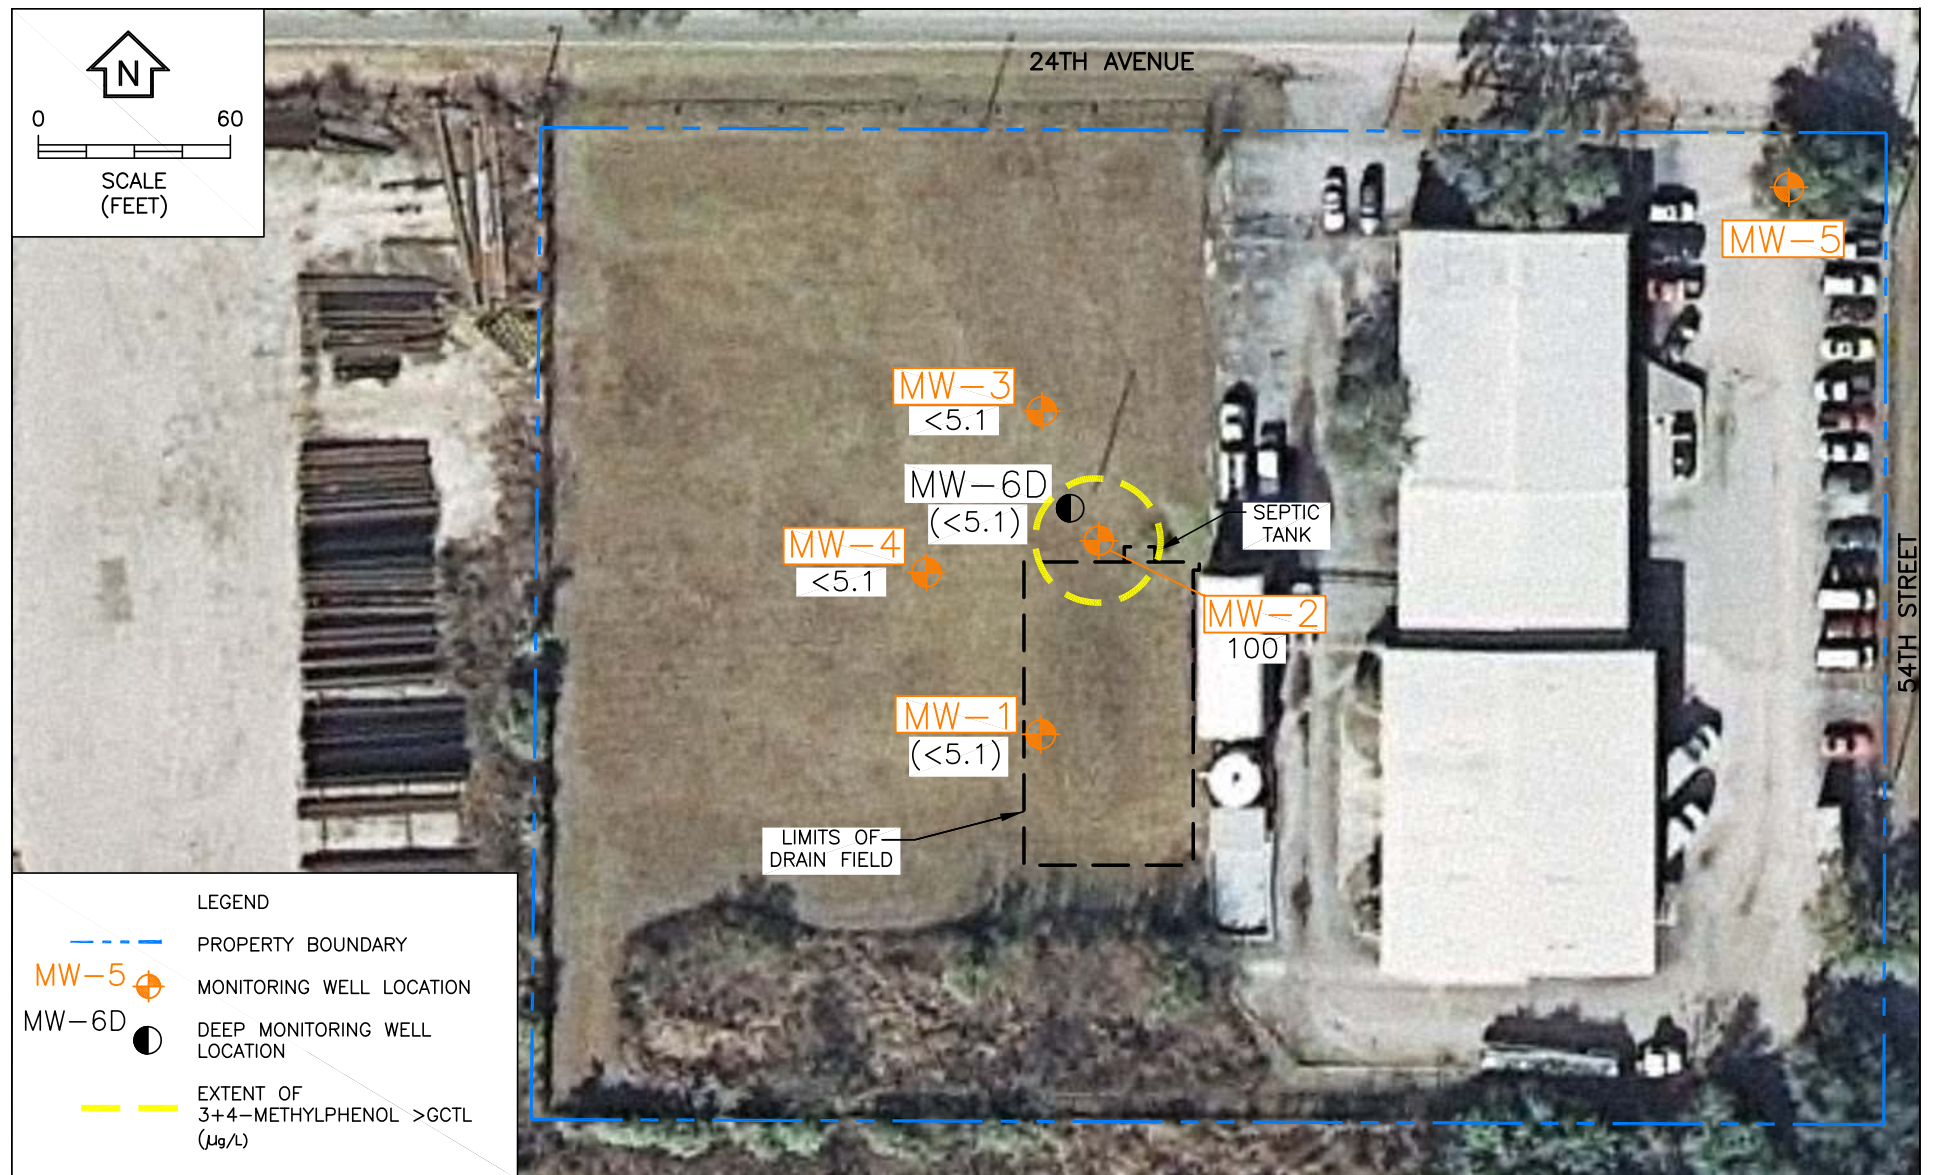 N
0 60
SCALE
(FEET)
24TH AVENUE
MW-5
MW-3
<5.1
MW-6D
(<5.1)
SEPTIC
TANK
MW-4
<5.1
MW-2
100
54TH STREET
MW-1
(<5.1)
LIMITS OF
DRAIN FIELD
LEGEND
PROPERTY BOUNDARY
MW-5
MONITORING WELL LOCATION
MW-6D
DEEP MONITORING WELL
LOCATION
EXTENT OF
3+4-METHYLPHENOL >GCTL
(µg/L)